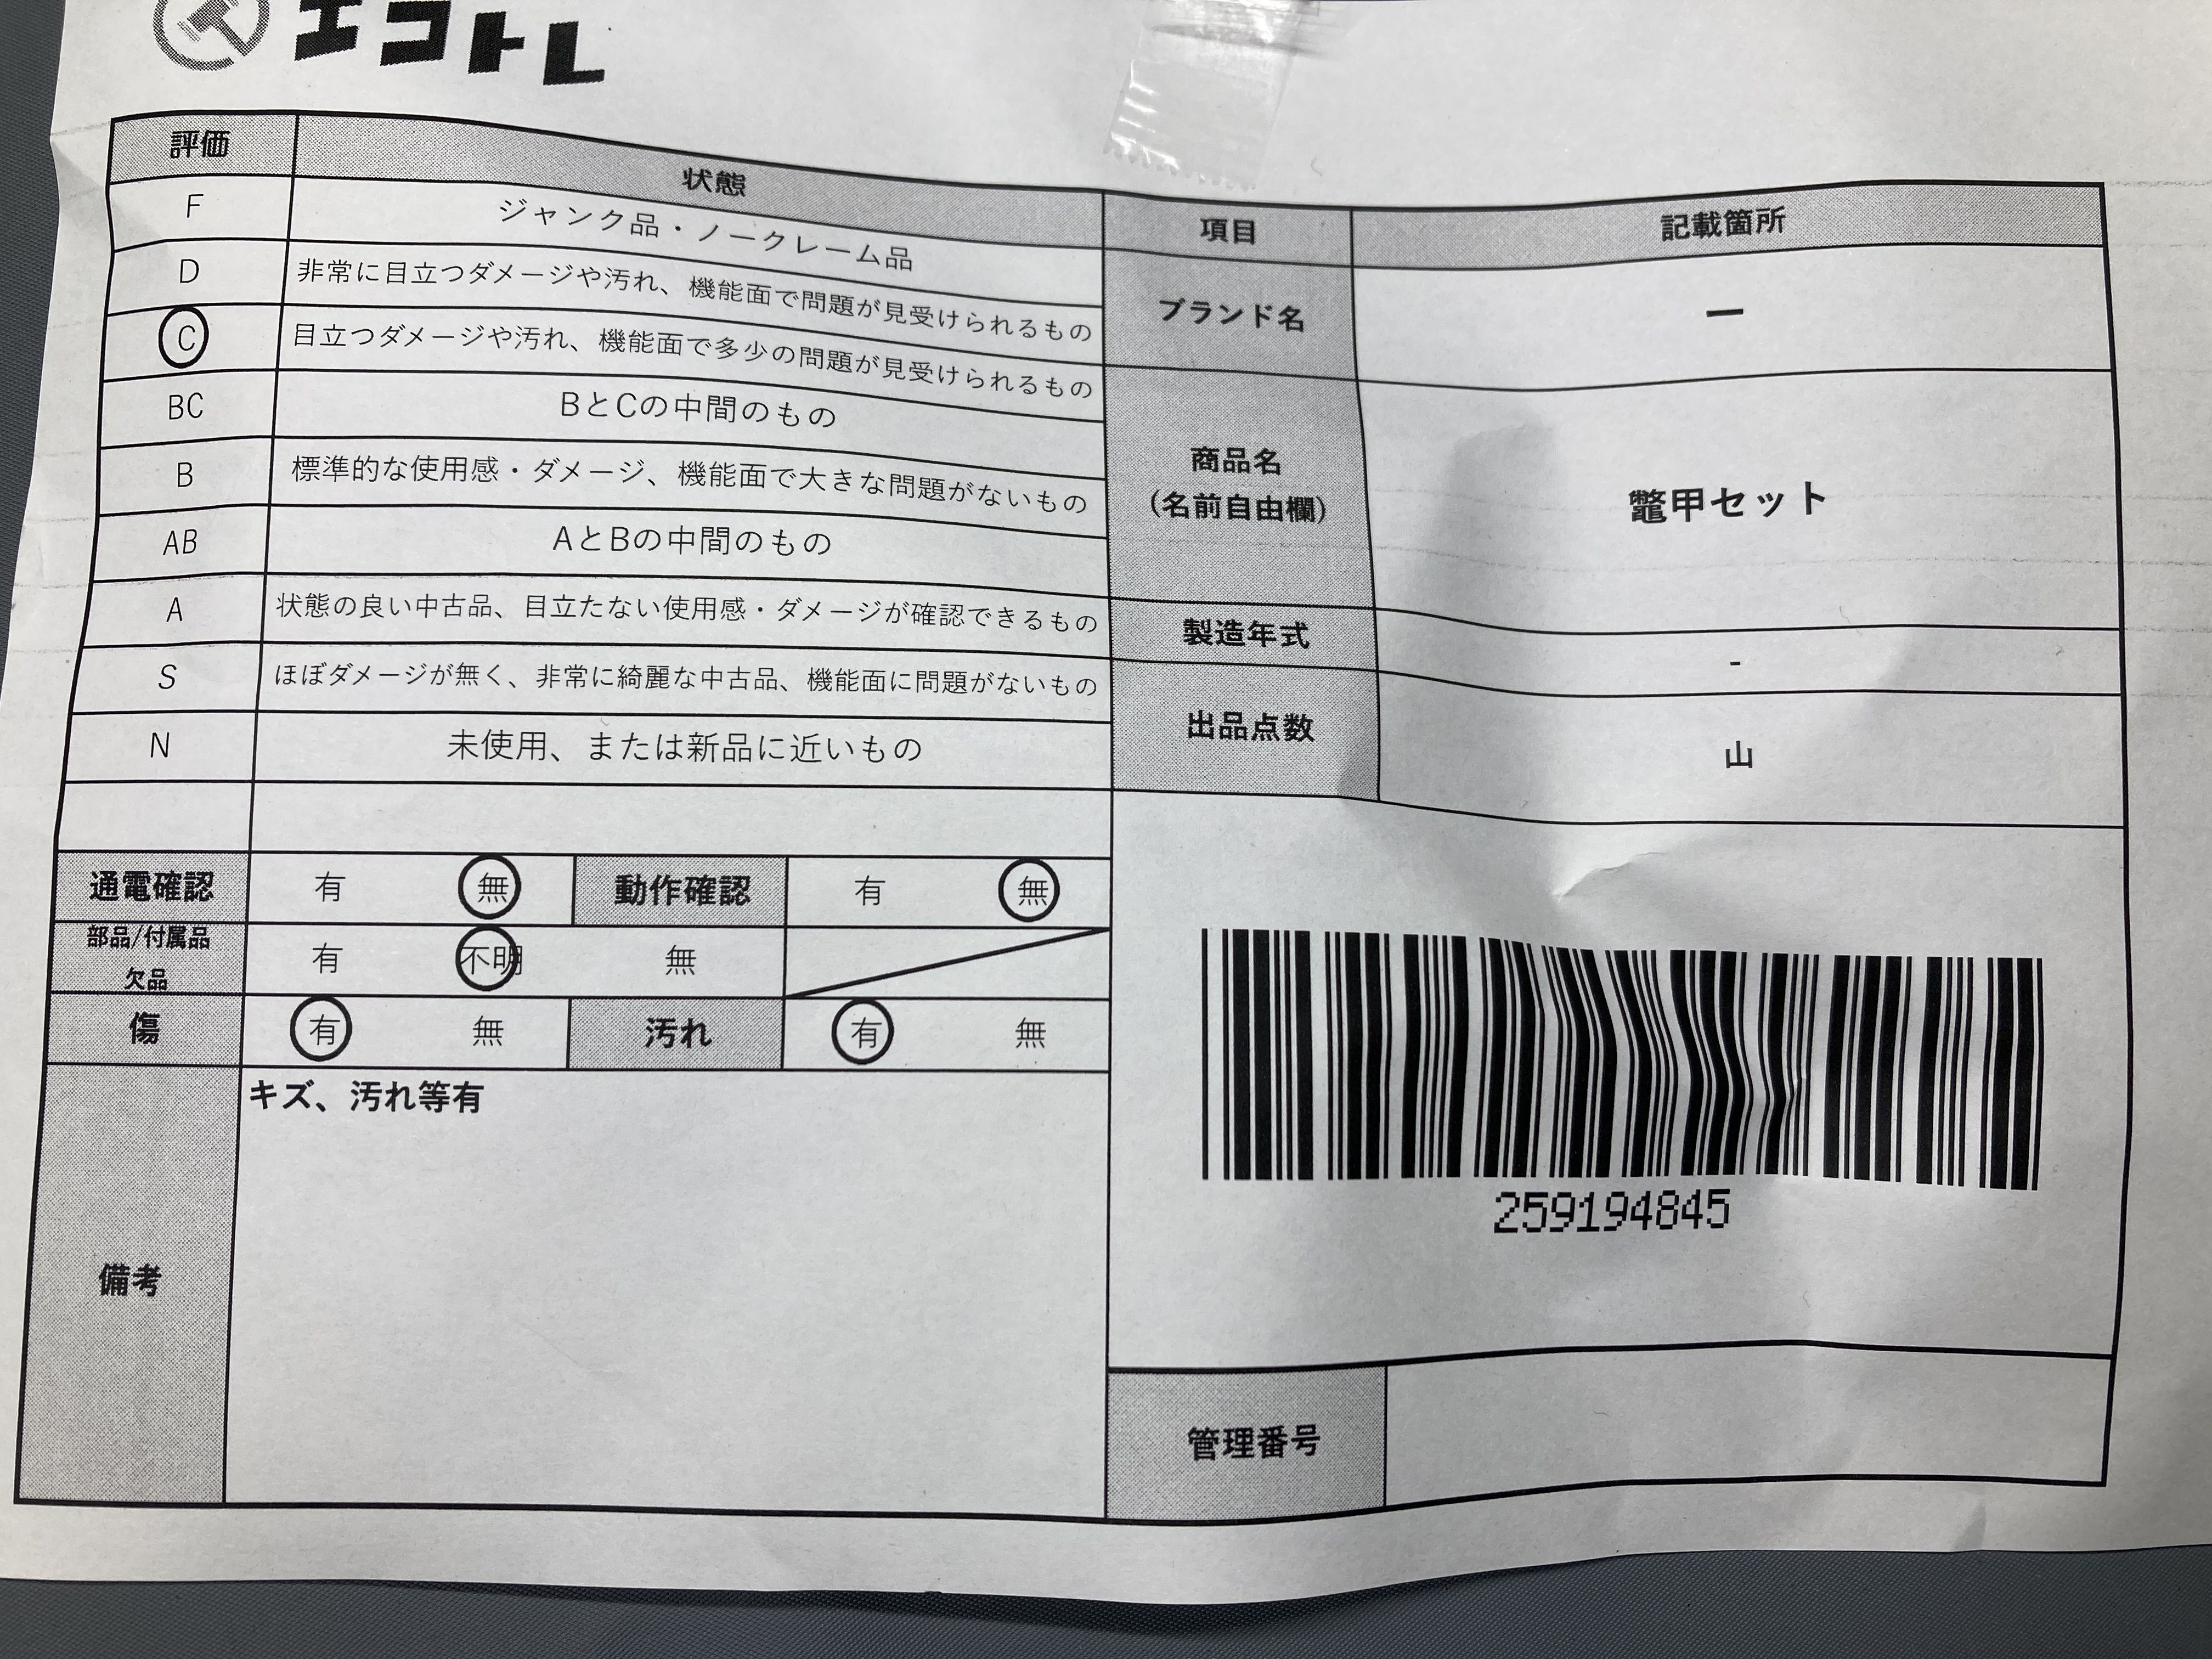 エコトレ
評価 状態
F ジャンク品・ノークレーム品
D 非常に目立つダメージや汚れ、機能面で問題が見受けられるもの
C 目立つダメージや汚れ、機能面で多少の問題が見受けられるもの
BC BとCの中間のもの
B 標準的な使用感・ダメージ、機能面で大きな問題がないもの
AB AとBの中間のもの
A 状態の良い中古品、目立たない使用感・ダメージが確認できるもの
S ほぼダメージが無く、非常に綺麗な中古品、機能面に問題がないもの
N 未使用、または新品に近いもの
通電確認 有 無 動作確認 有 無
部品/付属品
欠品 有 不明 無
傷 有 無 汚れ 有 無
備考 キズ、汚れ等有
項目 記載箇所
ブランド名 ー
商品名
(名前自由欄) 鼈甲セット
製造年式 -
出品点数 山
259194845
管理番号